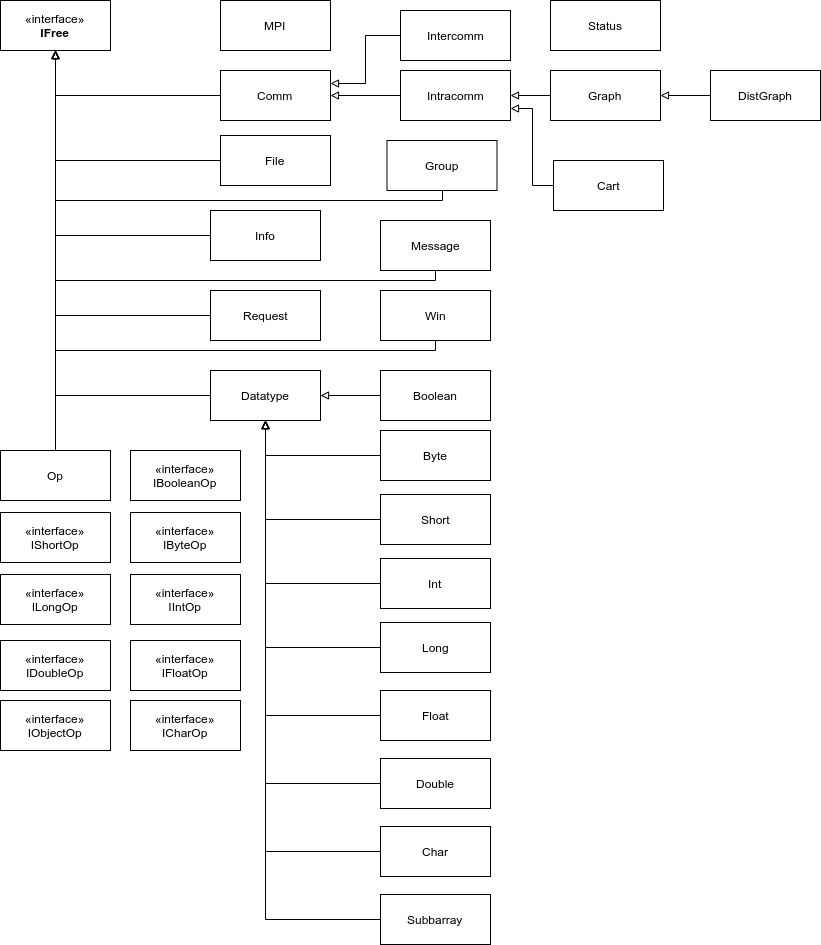 «interface»
IFree
MPI
Intercomm
Status
Comm
Intracomm
Graph
DistGraph
File
Group
Cart
Info
Message
Request
Win
Datatype
Boolean
Op
«interface»
IBooleanOp
Byte
«interface»
IShortOp
«interface»
IByteOp
Short
«interface»
ILongOp
«interface»
IIntOp
Int
«interface»
IDoubleOp
«interface»
IFloatOp
Long
«interface»
IObjectOp
«interface»
ICharOp
Float
Double
Char
Subbarray